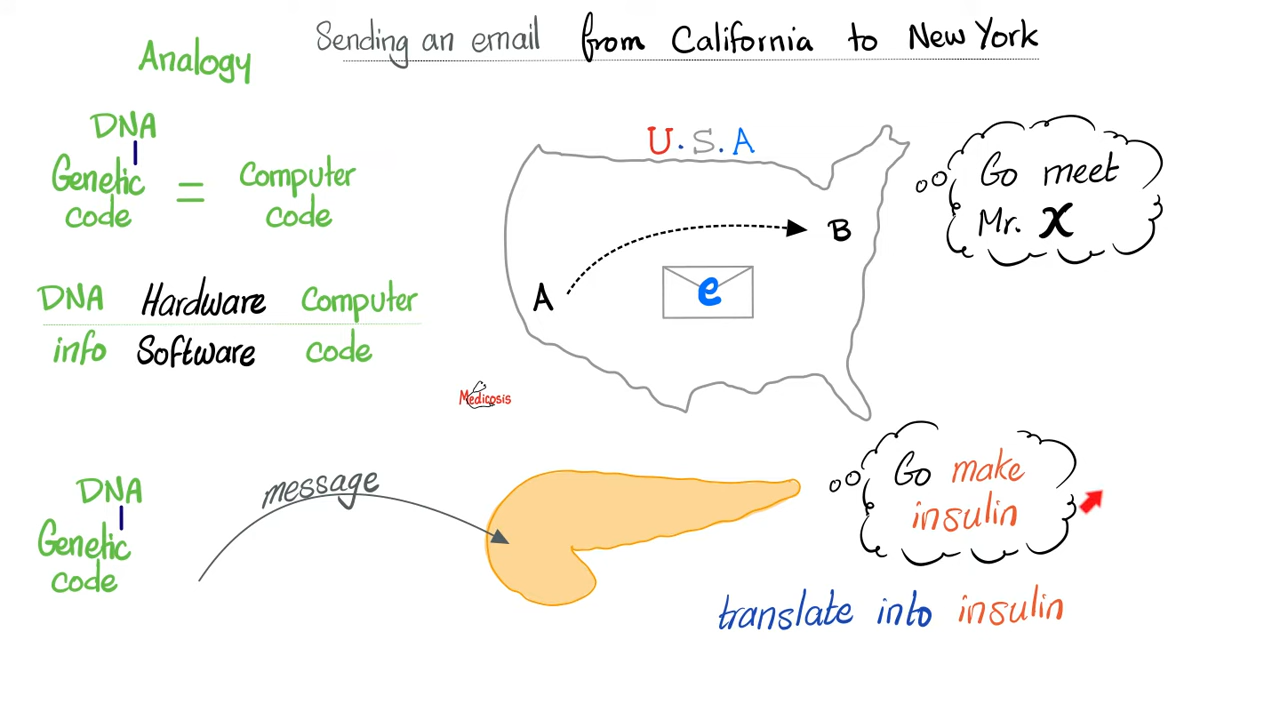 Sending an email from California to New York
Analogy
DNA
Genetic
code
=
Computer
code
DNA Hardware Computer
info Software code
U.S.A
A
B
e
Go meet
Mr. X
Medicosis
DNA
Genetic
code
message
Go make
insulin
translate into insulin